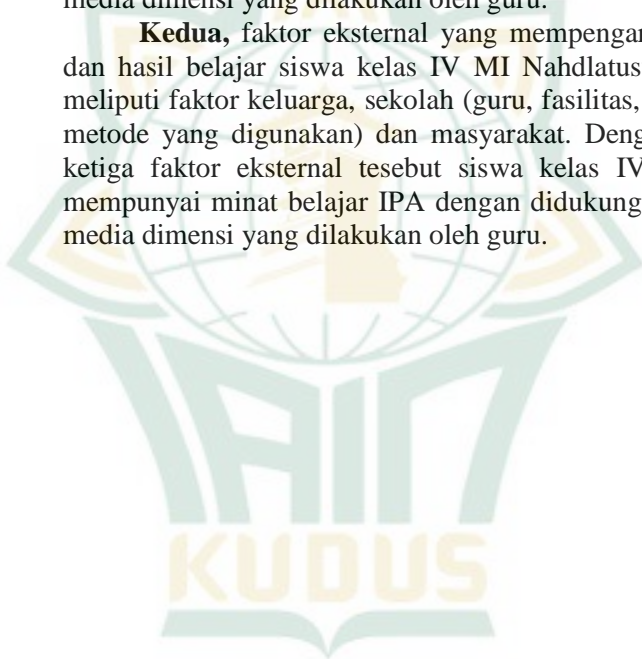 media dimensi yang dilakukan oleh guru.
Kedua, faktor eksternal yang mempengar
dan hasil belajar siswa kelas IV MI Nahdlatus
meliputi faktor keluarga, sekolah (guru, fasilitas,
metode yang digunakan) dan masyarakat. Deng
ketiga faktor eksternal tesebut siswa kelas IV
mempunyai minat belajar IPA dengan didukung
media dimensi yang dilakukan oleh guru.
IAIN
KUDUS